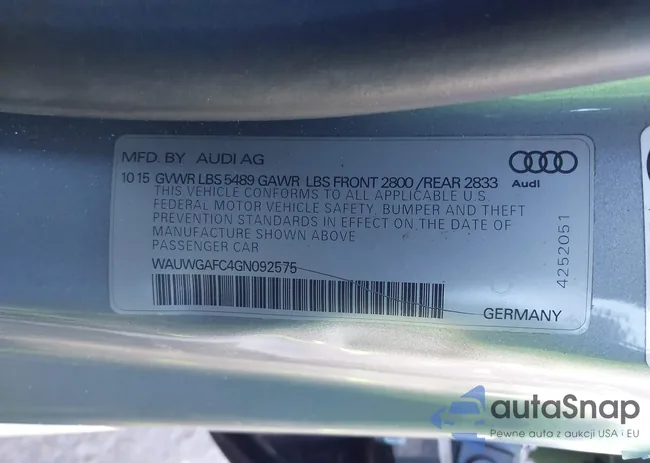 MFD. BY AUDI AG
10 15 GVWR LBS 5489 GAWR LBS FRONT 2800 /REAR 2833
Audi
THIS VEHICLE CONFORMS TO ALL APPLICABLE U.S.
FEDERAL MOTOR VEHICLE SAFETY, BUMPER AND THEFT
PREVENTION STANDARDS IN EFFECT ON THE DATE OF
MANUFACTURE SHOWN ABOVE
PASSENGER CAR
WAUWGAFC4GN092575
GERMANY
4252051
autoSnap
Pewne auta z aukcji USA i EU